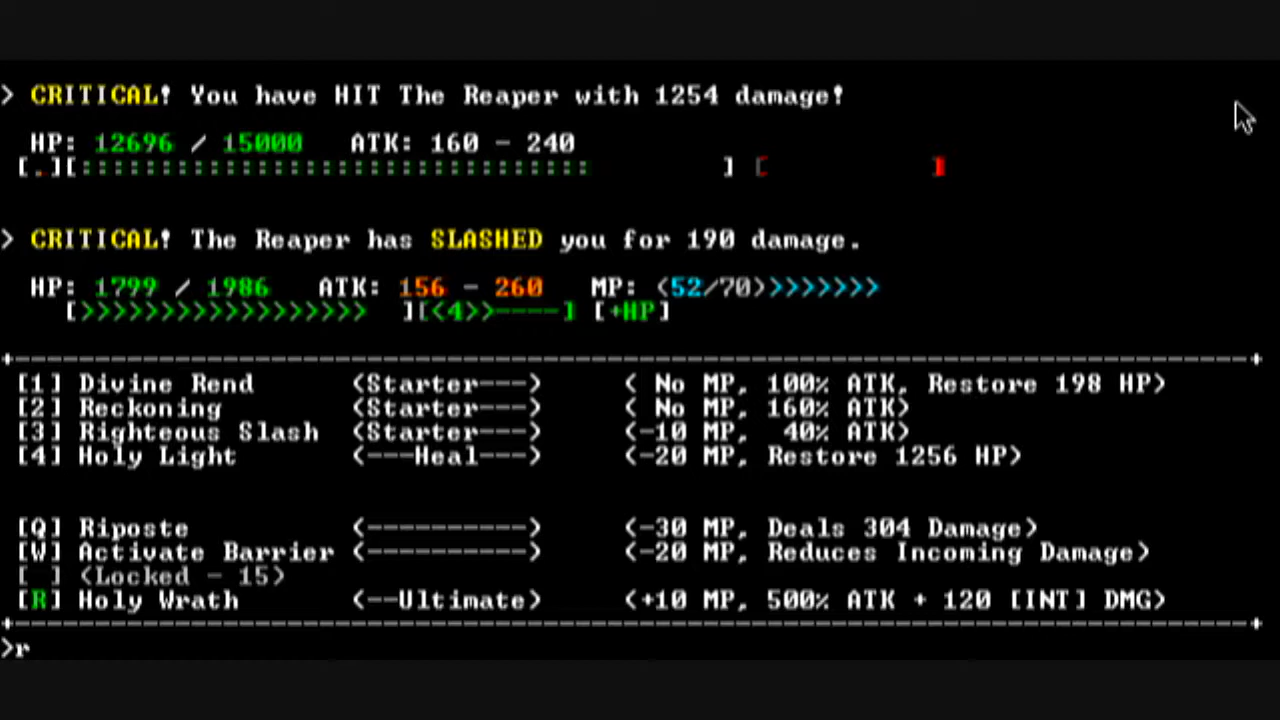 > CRITICAL! You have HIT The Reaper with 1254 damage!
HP: 12696 / 15000 ATK: 160 - 240
[.][::::::::::::::::::::::::::::::::        ] [          ]
> CRITICAL! The Reaper has SLASHED you for 190 damage.
HP: 1799 / 1986 ATK: 156 - 260 MP: (52/70)>>>>>>>
[>>>>>>>>>>>>>>>>>>  ][<4>>----] [+HP]
+------------------------------------------------------------------------------+
[1] Divine Rend <Starter---> ( No MP, 100% ATK, Restore 198 HP)
[2] Reckoning <Starter---> ( No MP, 160% ATK)
[3] Righteous Slash <Starter---> (-10 MP, 40% ATK)
[4] Holy Light <---Heal---> (-20 MP, Restore 1256 HP)
[Q] Riposte <----------> (-30 MP, Deals 304 Damage)
[W] Activate Barrier <----------> (-20 MP, Reduces Incoming Damage)
[ ] (Locked - 15)
[R] Holy Wrath <--Ultimate> (+10 MP, 500% ATK + 120 [INT] DMG)
+------------------------------------------------------------------------------+
>r